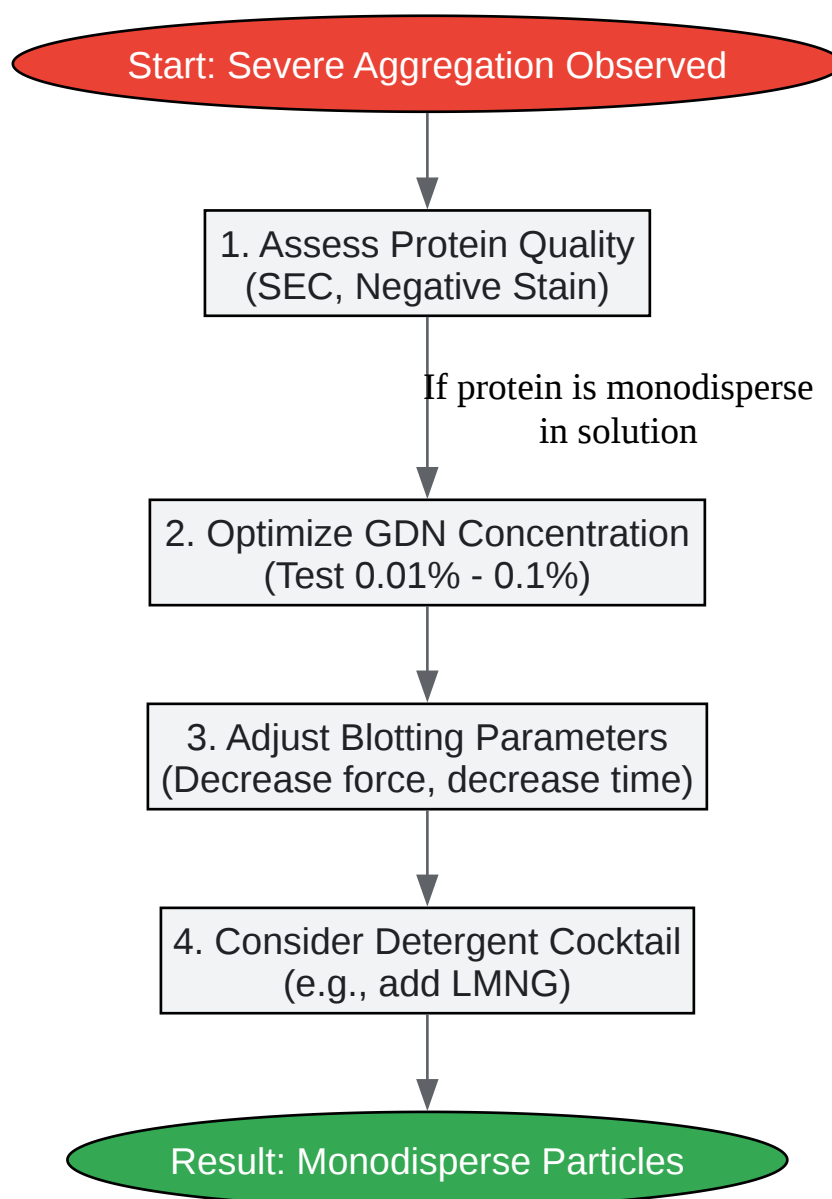 Start: Severe Aggregation Observed
1. Assess Protein Quality
(SEC, Negative Stain)
If protein is monodisperse
in solution
2. Optimize GDN Concentration
(Test 0.01% - 0.1%)
3. Adjust Blotting Parameters
(Decrease force, decrease time)
4. Consider Detergent Cocktail
(e.g., add LMNG)
Result: Monodisperse Particles